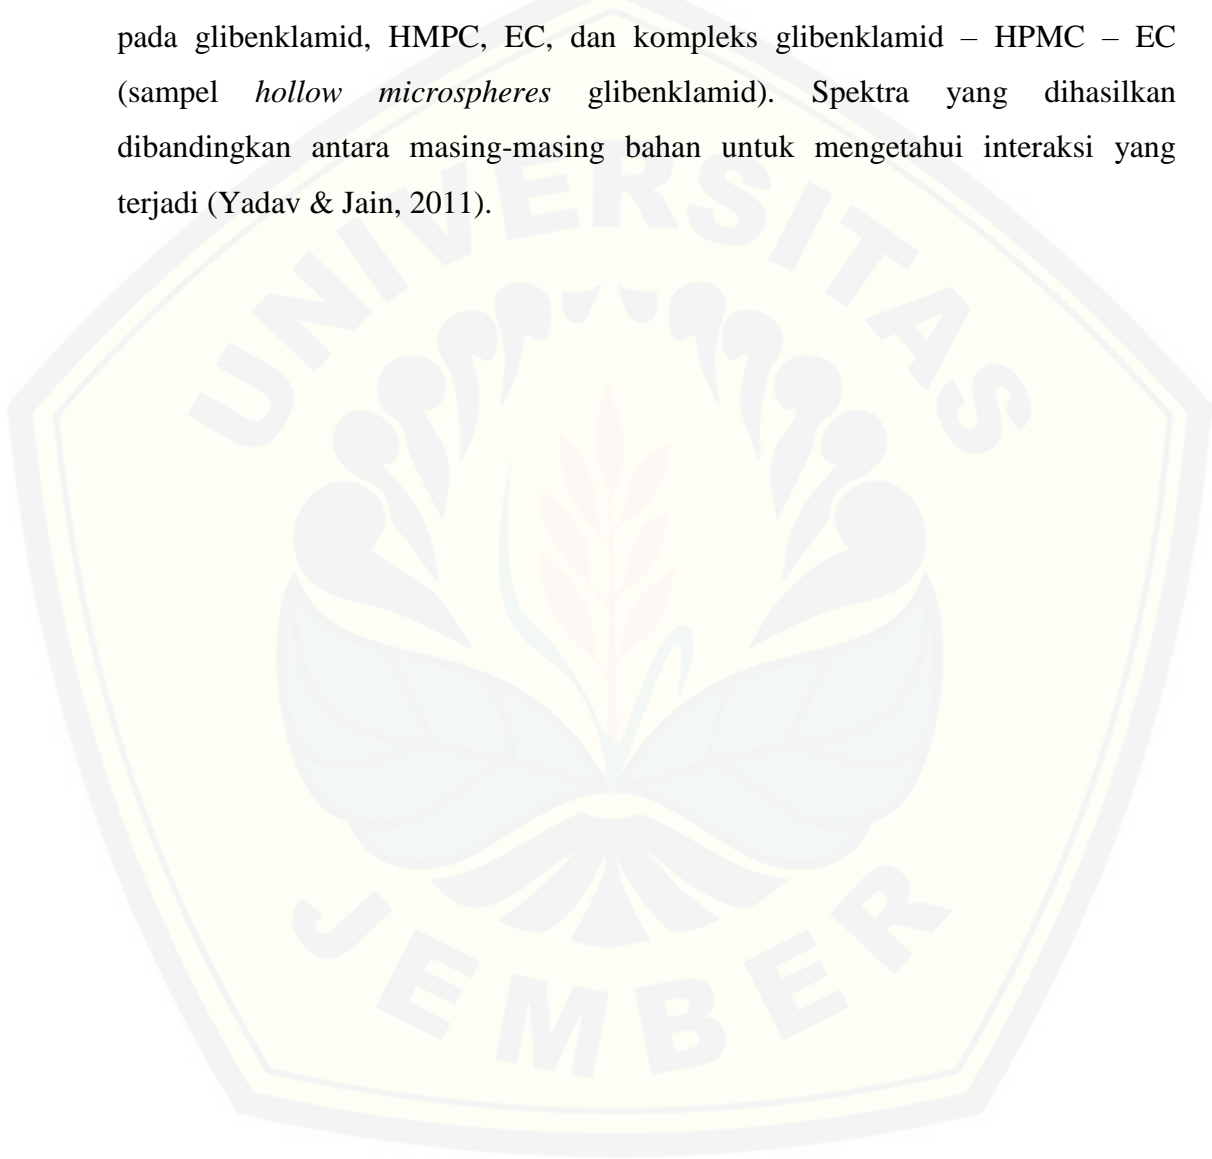 pada glibenklamid, HMPC, EC, dan kompleks glibenklamid – HPMC – EC
(sampel hollow microspheres glibenklamid). Spektra yang dihasilkan
dibandingkan antara masing-masing bahan untuk mengetahui interaksi yang
terjadi (Yadav & Jain, 2011).
UNIVERSITAS
JEMBER